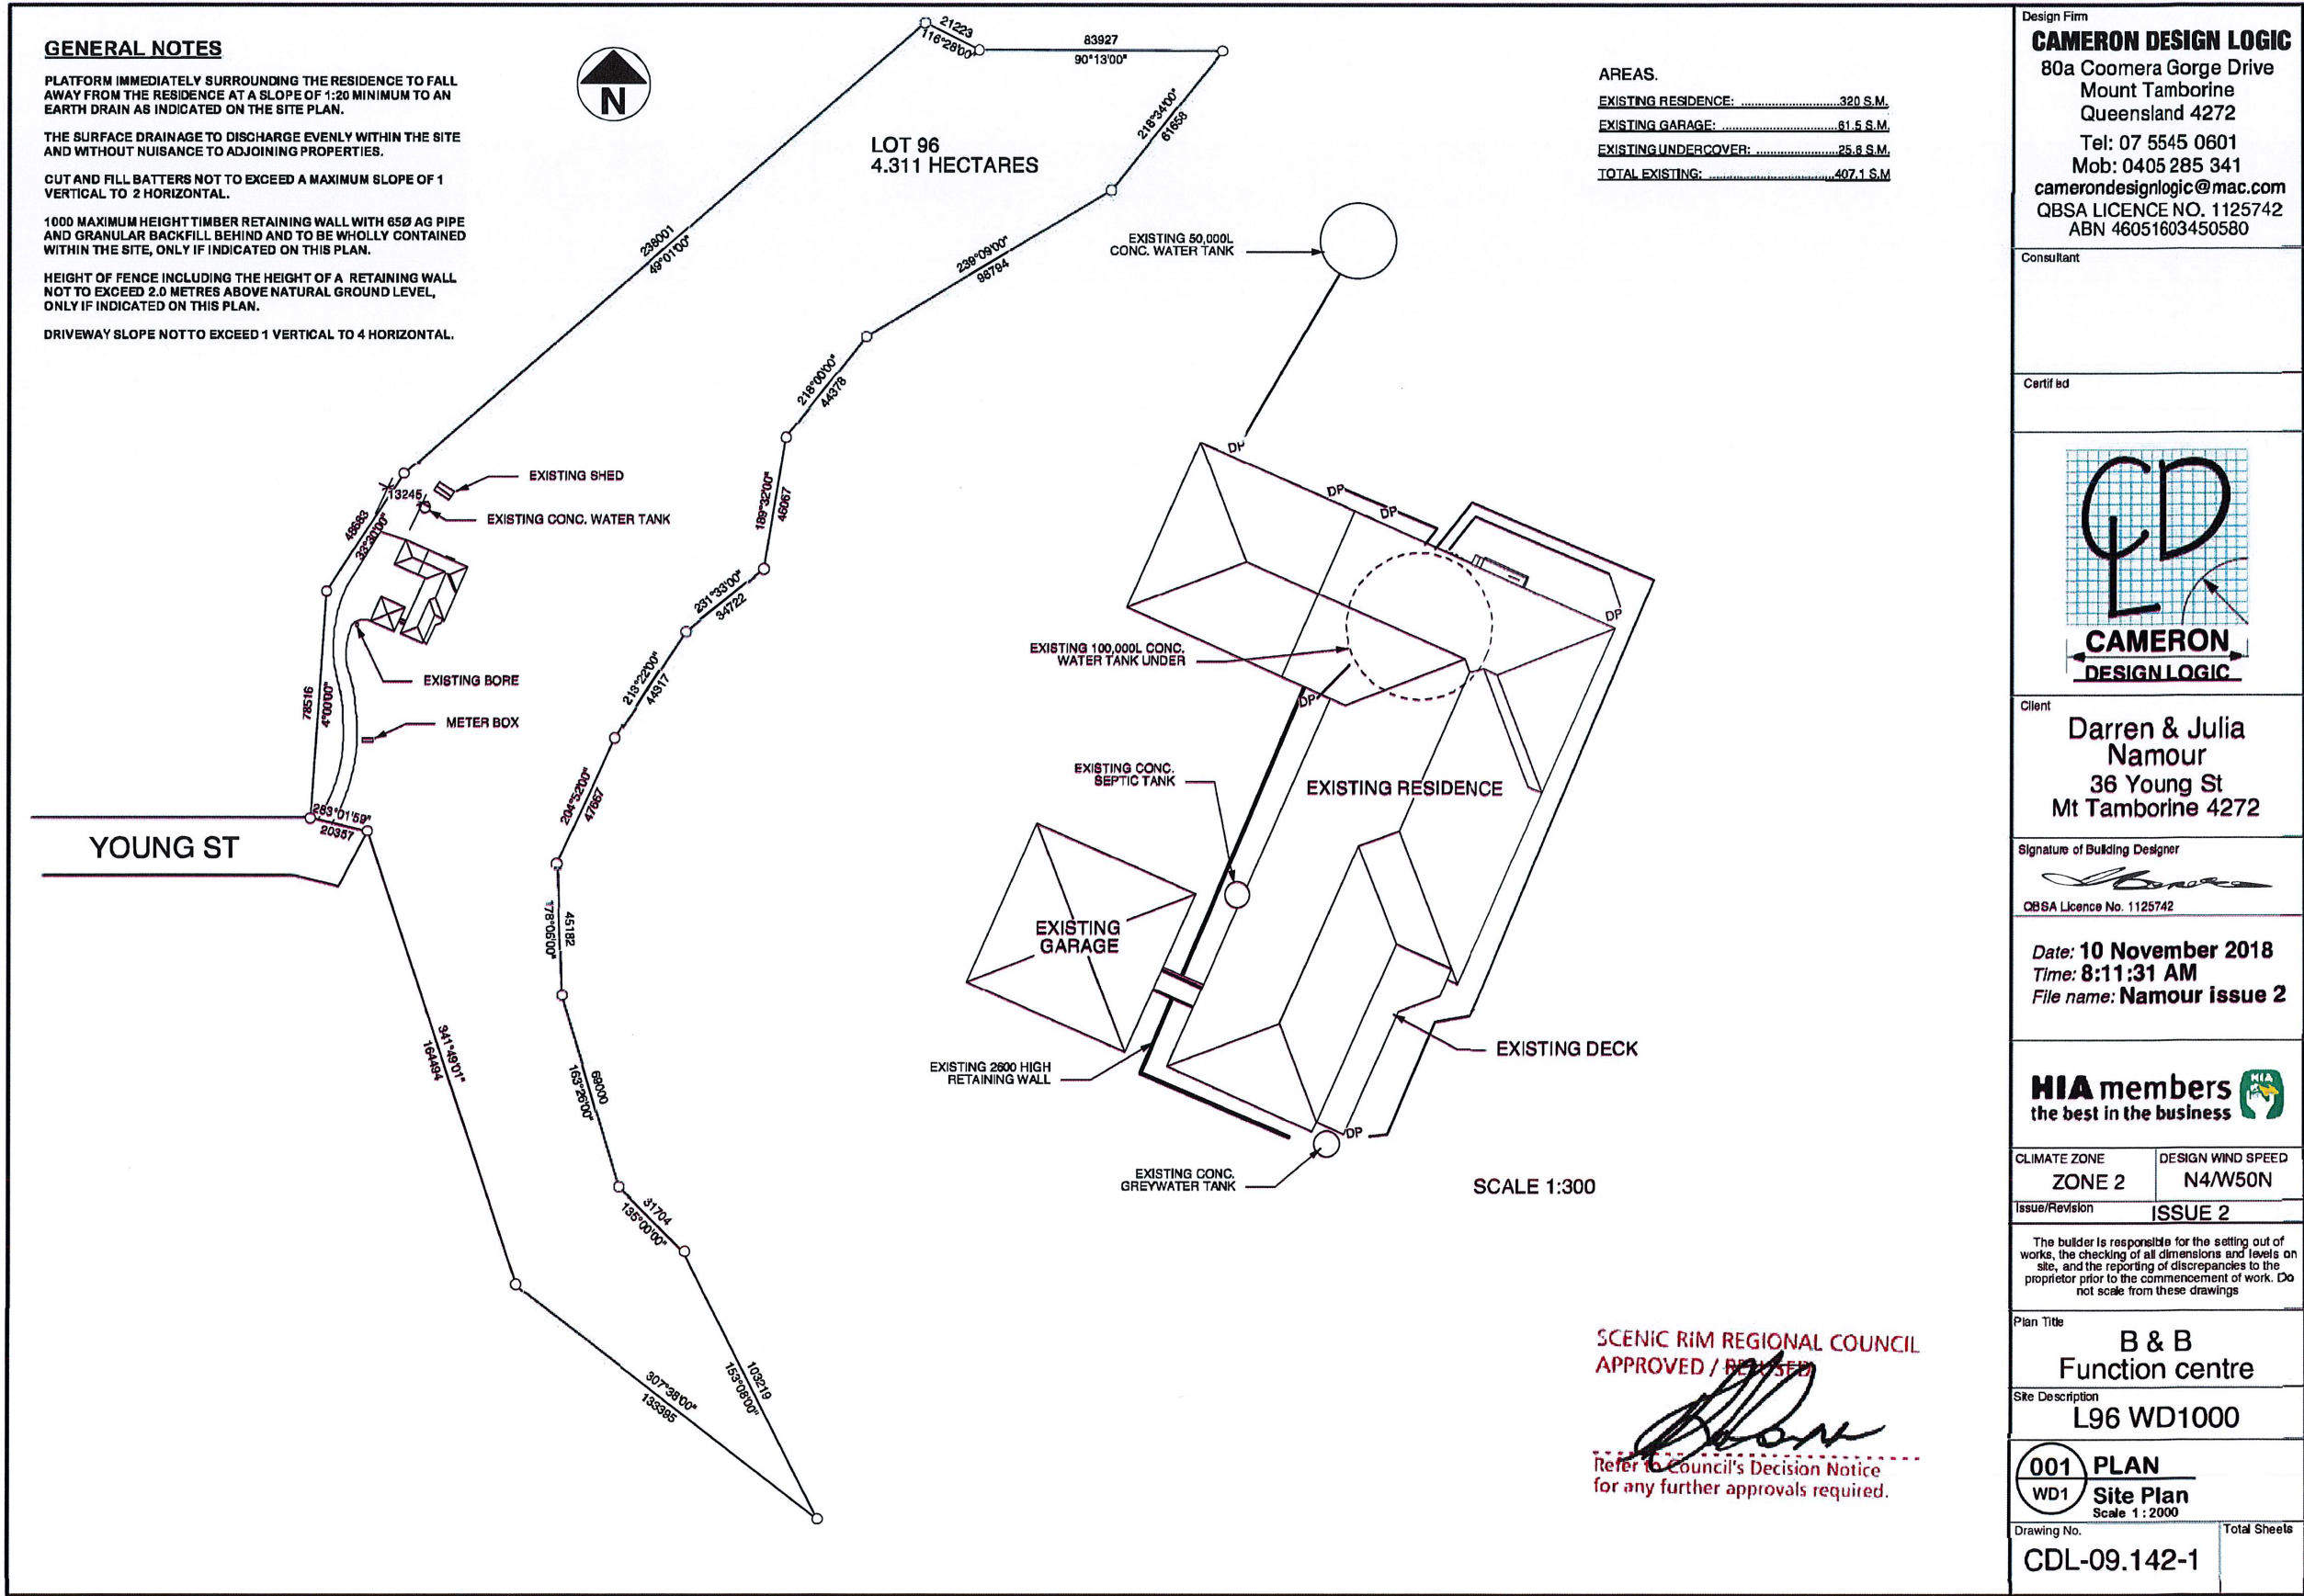 GENERAL NOTES
PLATFORM IMMEDIATELY SURROUNDING THE RESIDENCE TO FALL
AWAY FROM THE RESIDENCE AT A SLOPE OF 1:20 MINIMUM TO AN
EARTH DRAIN AS INDICATED ON THE SITE PLAN.
THE SURFACE DRAINAGE TO DISCHARGE EVENLY WITHIN THE SITE
AND WITHOUT NUISANCE TO ADJOINING PROPERTIES.
CUT AND FILL BATTERS NOT TO EXCEED A MAXIMUM SLOPE OF 1
VERTICAL TO 2 HORIZONTAL.
1000 MAXIMUM HEIGHT TIMBER RETAINING WALL WITH 65Ø AG PIPE
AND GRANULAR BACKFILL BEHIND AND TO BE WHOLLY CONTAINED
WITHIN THE SITE, ONLY IF INDICATED ON THIS PLAN.
HEIGHT OF FENCE INCLUDING THE HEIGHT OF A RETAINING WALL
NOT TO EXCEED 2.0 METRES ABOVE NATURAL GROUND LEVEL,
ONLY IF INDICATED ON THIS PLAN.
DRIVEWAY SLOPE NOT TO EXCEED 1 VERTICAL TO 4 HORIZONTAL.
N
21223
116°28'00"
83927
90°13'00"
218°34'00"
61658
LOT 96
4.311 HECTARES
238001
49°01'00"
239°09'00"
98794
218°00'00"
44378
189°32'00"
46067
231°33'00"
34722
213°22'00"
44317
204°52'00"
47667
45182
178°06'00"
69000
163°26'00"
31704
135°00'00"
103219
153°08'00"
307°38'00"
133395
341°49'01"
164494
283°01'59"
20357
78516
4°00'00"
48683
33°30'00"
13245
EXISTING SHED
EXISTING CONC. WATER TANK
EXISTING BORE
METER BOX
YOUNG ST
AREAS.
EXISTING RESIDENCE: ............................320 S.M.
EXISTING GARAGE: .................................61.5 S.M.
EXISTING UNDERCOVER: ........................25.6 S.M.
TOTAL EXISTING: ....................................407.1 S.M
EXISTING 50,000L
CONC. WATER TANK
DP
DP
DP
DP
EXISTING 100,000L CONC.
WATER TANK UNDER
DP
EXISTING CONC.
SEPTIC TANK
EXISTING RESIDENCE
EXISTING
GARAGE
EXISTING DECK
EXISTING 2600 HIGH
RETAINING WALL
DP
EXISTING CONC.
GREYWATER TANK
SCALE 1:300
SCENIC RIM REGIONAL COUNCIL
APPROVED / REFUSED
Refer to Council's Decision Notice
for any further approvals required.
Design Firm
CAMERON DESIGN LOGIC
80a Coomera Gorge Drive
Mount Tamborine
Queensland 4272
Tel: 07 5545 0601
Mob: 0405 285 341
camerondesignlogic@mac.com
QBSA LICENCE NO. 1125742
ABN 46051603450580
Consultant
Certified
CDL
CAMERON
DESIGN LOGIC
Client
Darren & Julia
Namour
36 Young St
Mt Tamborine 4272
Signature of Building Designer
QBSA Licence No. 1125742
Date: 10 November 2018
Time: 8:11:31 AM
File name: Namour issue 2
HIA members
HIA
the best in the business
CLIMATE ZONE
ZONE 2
DESIGN WIND SPEED
N4/W50N
Issue/Revision
ISSUE 2
The builder is responsible for the setting out of
works, the checking of all dimensions and levels on
site, and the reporting of discrepancies to the
proprietor prior to the commencement of work. Do
not scale from these drawings
Plan Title
B & B
Function centre
Site Description
L96 WD1000
001
WD1
PLAN
Site Plan
Scale 1 : 2000
Drawing No.
CDL-09.142-1
Total Sheets